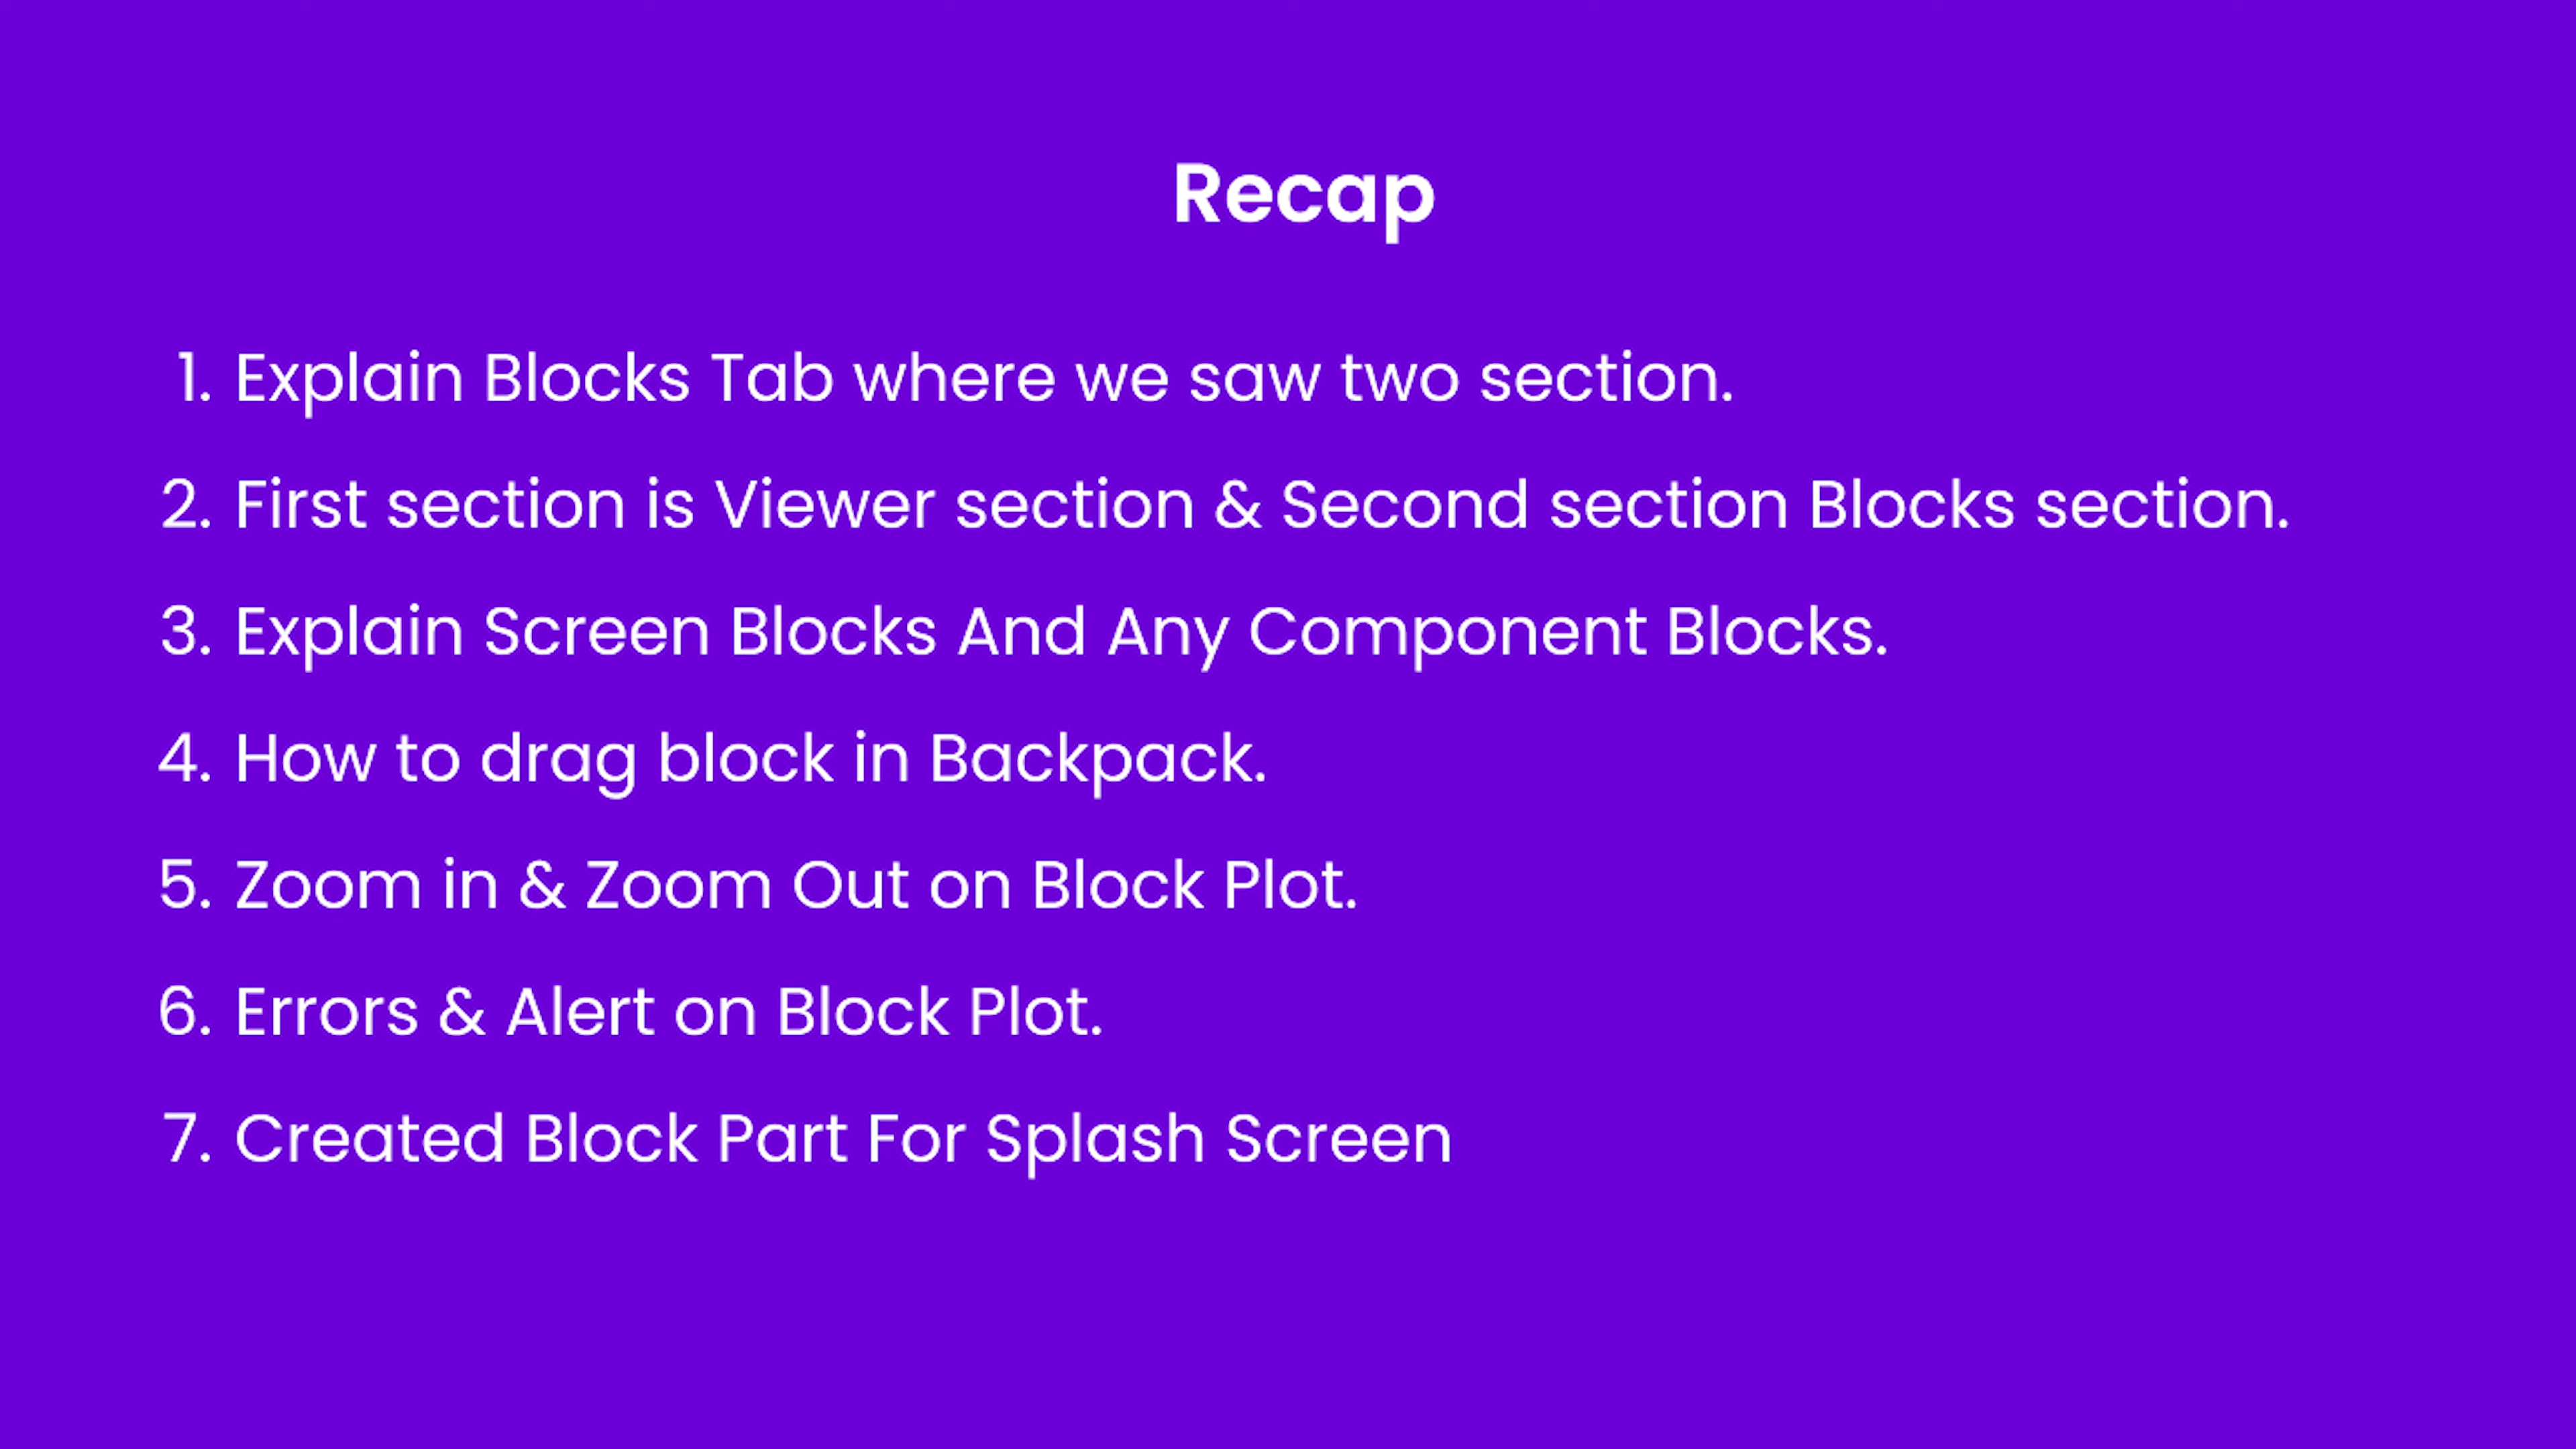 Recap
1. Explain Blocks Tab where we saw two section.
2. First section is Viewer section & Second section Blocks section.
3. Explain Screen Blocks And Any Component Blocks.
4. How to drag block in Backpack.
5. Zoom in & Zoom Out on Block Plot.
6. Errors & Alert on Block Plot.
7. Created Block Part For Splash Screen